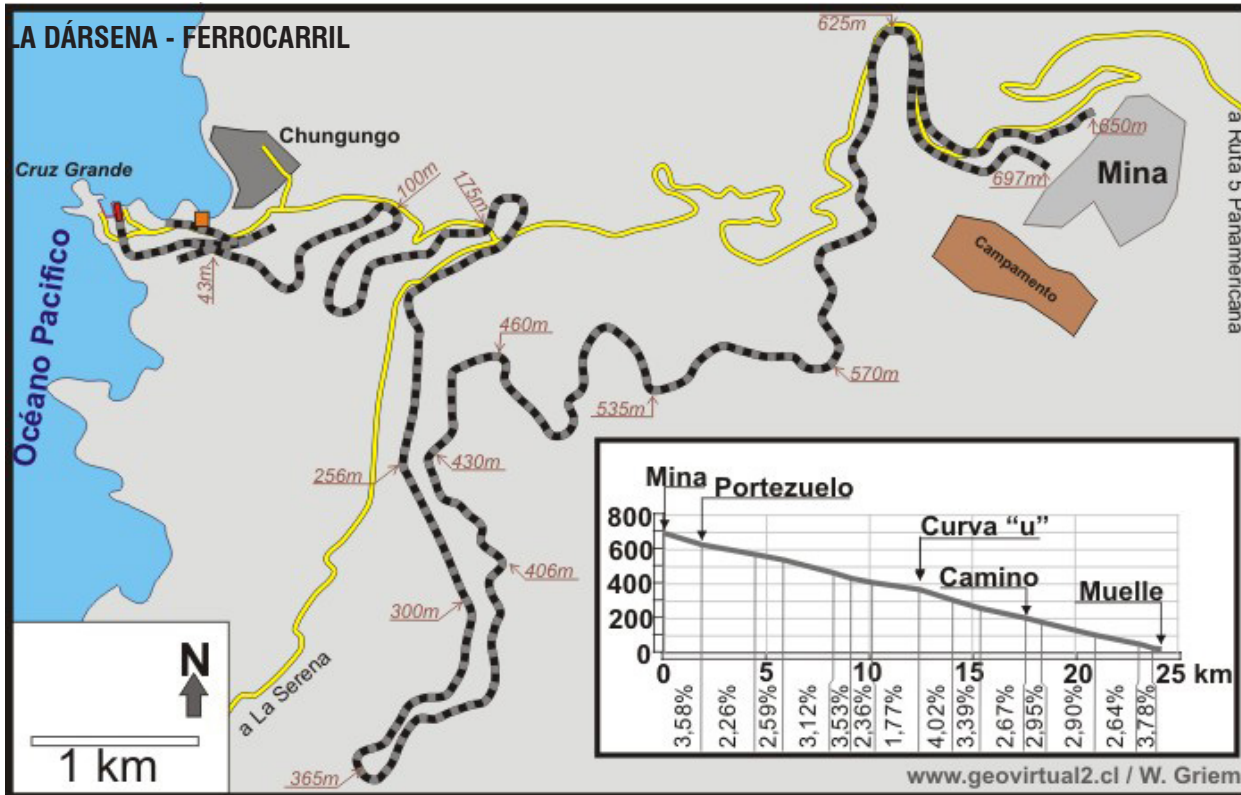 LA DÁRSENA - FERROCARRIL
625m
Chungungo
Cruz Grande
100m
175m
850m
697m
Mina
a Ruta 5 Panamericana
Campamento
43m
Océano Pacifico
460m
570m
535m
256m
430m
406m
300m
a La Serena
365m
N
1 km
Mina
Portezuelo
Curva “u”
Camino
Muelle
800
600
400
200
0
0 5 10 15 20 25 km
3,58% 2,26% 2,59% 3,12% 3,53% 2,36% 1,77% 4,02% 3,39% 2,67% 2,95% 2,90% 2,64% 3,78%
www.geovirtual2.cl / W. Griem